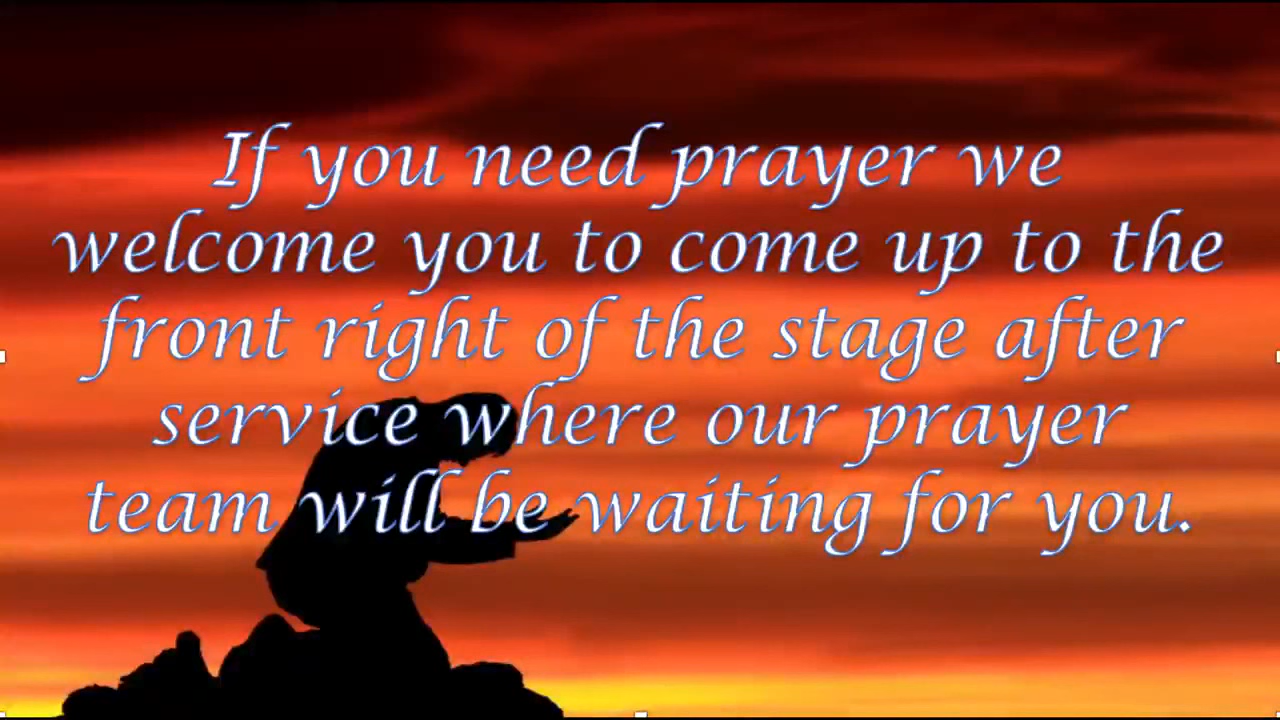 If you need prayer we
welcome you to come up to the
front right of the stage after
service where our prayer
team will be waiting for you.